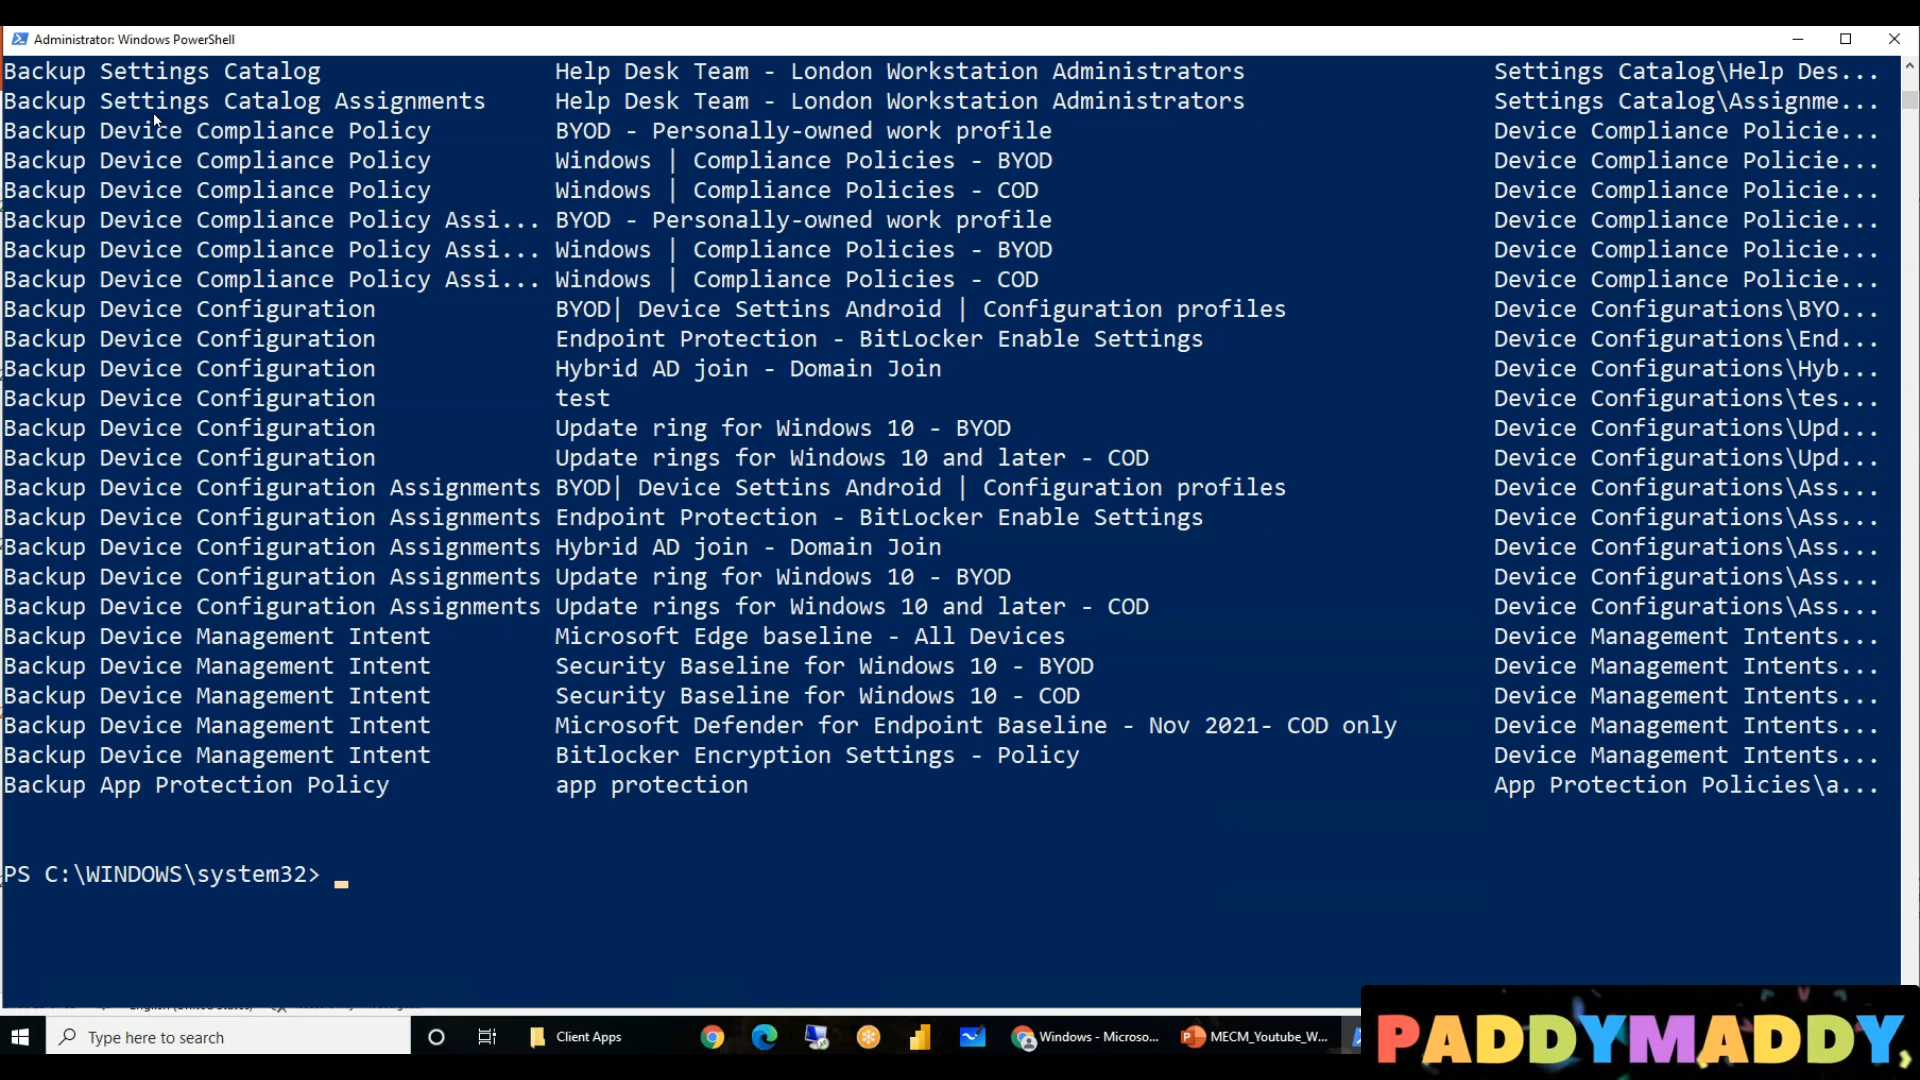 Administrator: Windows PowerShell
Backup Settings Catalog Help Desk Team - London Workstation Administrators Settings Catalog\Help Des...
Backup Settings Catalog Assignments Help Desk Team - London Workstation Administrators Settings Catalog\Assignme...
Backup Device Compliance Policy BYOD - Personally-owned work profile Device Compliance Policie...
Backup Device Compliance Policy Windows | Compliance Policies - BYOD Device Compliance Policie...
Backup Device Compliance Policy Windows | Compliance Policies - COD Device Compliance Policie...
Backup Device Compliance Policy Assi... BYOD - Personally-owned work profile Device Compliance Policie...
Backup Device Compliance Policy Assi... Windows | Compliance Policies - BYOD Device Compliance Policie...
Backup Device Compliance Policy Assi... Windows | Compliance Policies - COD Device Compliance Policie...
Backup Device Configuration BYOD| Device Settins Android | Configuration profiles Device Configurations\BYO...
Backup Device Configuration Endpoint Protection - BitLocker Enable Settings Device Configurations\End...
Backup Device Configuration Hybrid AD join - Domain Join Device Configurations\Hyb...
Backup Device Configuration test Device Configurations\tes...
Backup Device Configuration Update ring for Windows 10 - BYOD Device Configurations\Upd...
Backup Device Configuration Update rings for Windows 10 and later - COD Device Configurations\Upd...
Backup Device Configuration Assignments BYOD| Device Settins Android | Configuration profiles Device Configurations\Ass...
Backup Device Configuration Assignments Endpoint Protection - BitLocker Enable Settings Device Configurations\Ass...
Backup Device Configuration Assignments Hybrid AD join - Domain Join Device Configurations\Ass...
Backup Device Configuration Assignments Update ring for Windows 10 - BYOD Device Configurations\Ass...
Backup Device Configuration Assignments Update rings for Windows 10 and later - COD Device Configurations\Ass...
Backup Device Management Intent Microsoft Edge baseline - All Devices Device Management Intents...
Backup Device Management Intent Security Baseline for Windows 10 - BYOD Device Management Intents...
Backup Device Management Intent Security Baseline for Windows 10 - COD Device Management Intents...
Backup Device Management Intent Microsoft Defender for Endpoint Baseline - Nov 2021- COD only Device Management Intents...
Backup Device Management Intent Bitlocker Encryption Settings - Policy Device Management Intents...
Backup App Protection Policy app protection App Protection Policies\a...
PS C:\WINDOWS\system32>
Type here to search Client Apps Windows - Microso... MECM_Youtube_W...
PADDYMADDY.